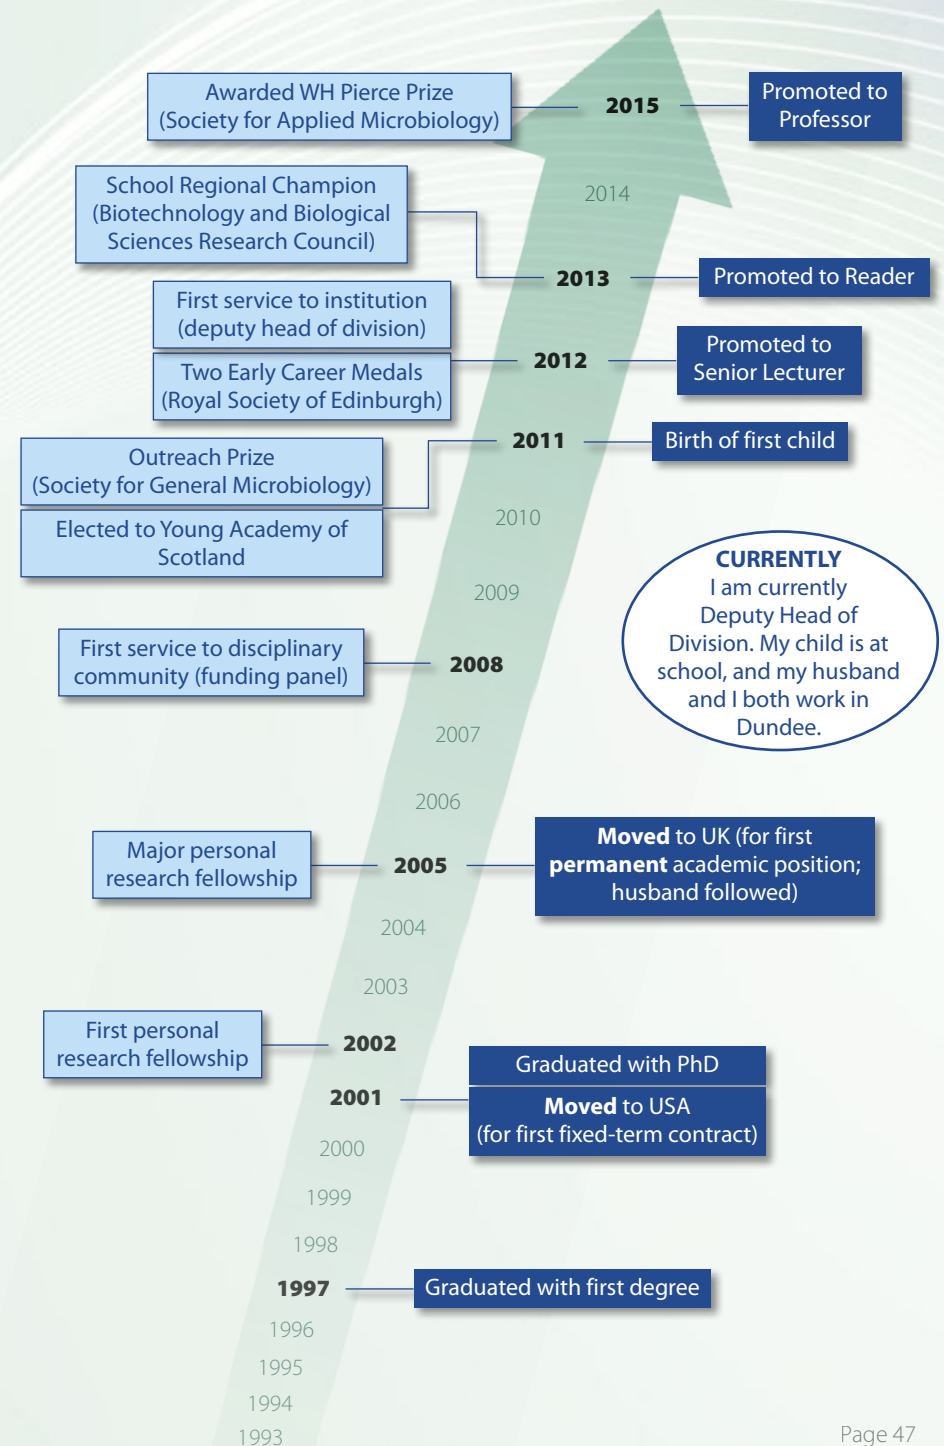 Awarded WH Pierce Prize
(Society for Applied Microbiology)
2015
Promoted to
Professor
2014
School Regional Champion
(Biotechnology and Biological
Sciences Research Council)
2013
Promoted to Reader
First service to institution
(deputy head of division)
Two Early Career Medals
(Royal Society of Edinburgh)
2012
Promoted to
Senior Lecturer
2011
Birth of first child
Outreach Prize
(Society for General Microbiology)
Elected to Young Academy of
Scotland
2010
2009
CURRENTLY
I am currently
Deputy Head of
Division. My child is at
school, and my husband
and I both work in
Dundee.
First service to disciplinary
community (funding panel)
2008
2007
2006
Major personal
research fellowship
2005
Moved to UK (for first
permanent academic position;
husband followed)
2004
2003
First personal
research fellowship
2002
2001
Graduated with PhD
Moved to USA
(for first fixed-term contract)
2000
1999
1998
1997
Graduated with first degree
1996
1995
1994
1993
Page 47